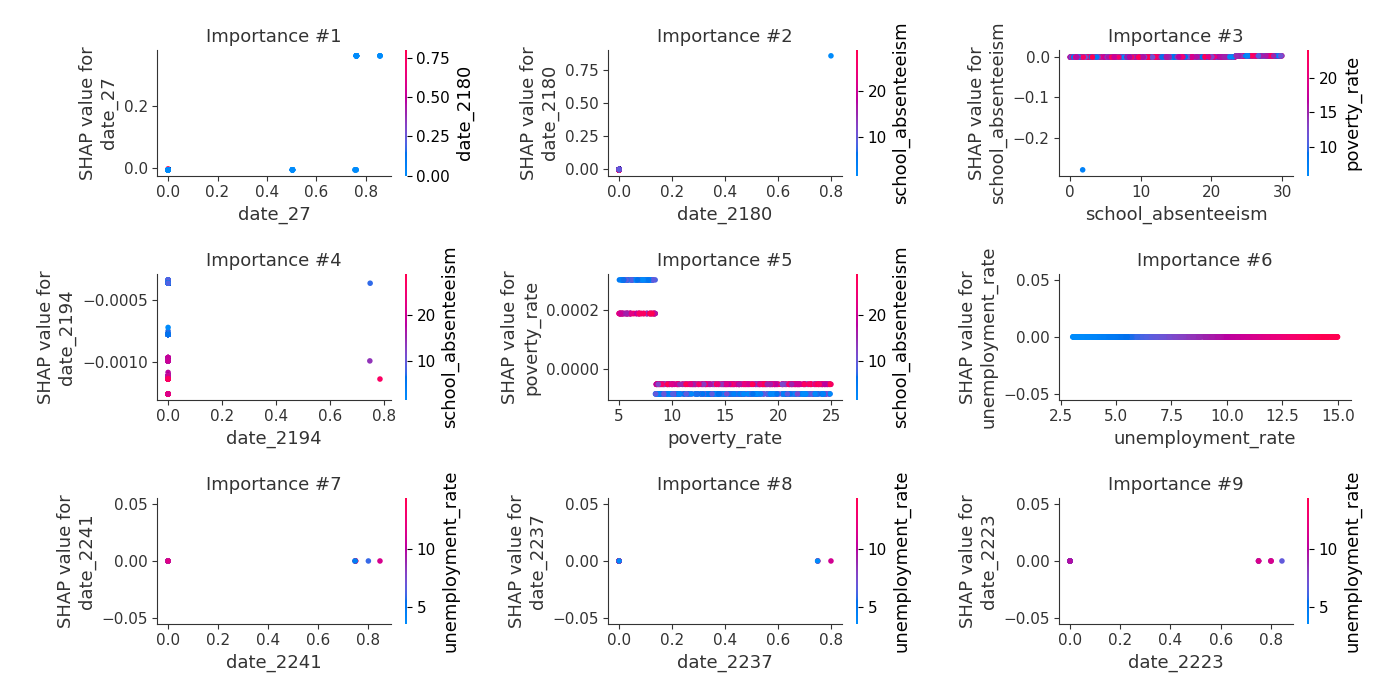 Importance #1
SHAP value for
date_27
0.2
0.0
0.0 0.2 0.4 0.6 0.8
date_27
0.75
0.50
0.25
0.00
date_2180
Importance #2
SHAP value for
date_2180
0.75
0.50
0.25
0.00
0.0 0.2 0.4 0.6 0.8
date_2180
20
10
school_absenteeism
Importance #3
SHAP value for
school_absenteeism
0.0
−0.1
−0.2
0 10 20 30
school_absenteeism
20
15
10
poverty_rate
Importance #4
SHAP value for
date_2194
−0.0005
−0.0010
0.0 0.2 0.4 0.6 0.8
date_2194
20
10
school_absenteeism
Importance #5
SHAP value for
poverty_rate
0.0002
0.0000
5 10 15 20 25
poverty_rate
20
10
school_absenteeism
Importance #6
SHAP value for
unemployment_rate
0.05
0.00
−0.05
2.5 5.0 7.5 10.0 12.5 15.0
unemployment_rate
Importance #7
SHAP value for
date_2241
0.05
0.00
−0.05
0.0 0.2 0.4 0.6 0.8
date_2241
10
5
unemployment_rate
Importance #8
SHAP value for
date_2237
0.05
0.00
−0.05
0.0 0.2 0.4 0.6 0.8
date_2237
10
5
unemployment_rate
Importance #9
SHAP value for
date_2223
0.05
0.00
−0.05
0.0 0.2 0.4 0.6 0.8
date_2223
10
5
unemployment_rate